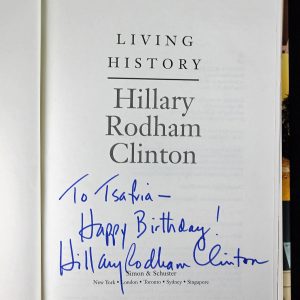 LIVING
HISTORY
Hillary
Rodham
Clinton
To Tsafria—
Happy Birthday!
Hillary Rodham Clinton
Simon & Schuster
New York • London • Toronto • Sydney • Singapore